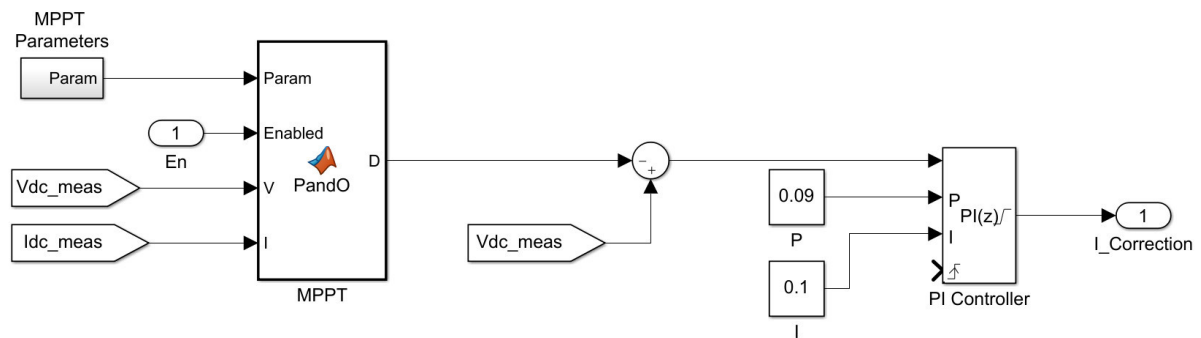 MPPT
Parameters
Param
Param
1
Enabled
En
D
PandO
Vdc_meas
V
Idc_meas
I
MPPT
−
+
Vdc_meas
0.09
P
P
PI(z)
I
0.1
I
PI Controller
1
I_Correction